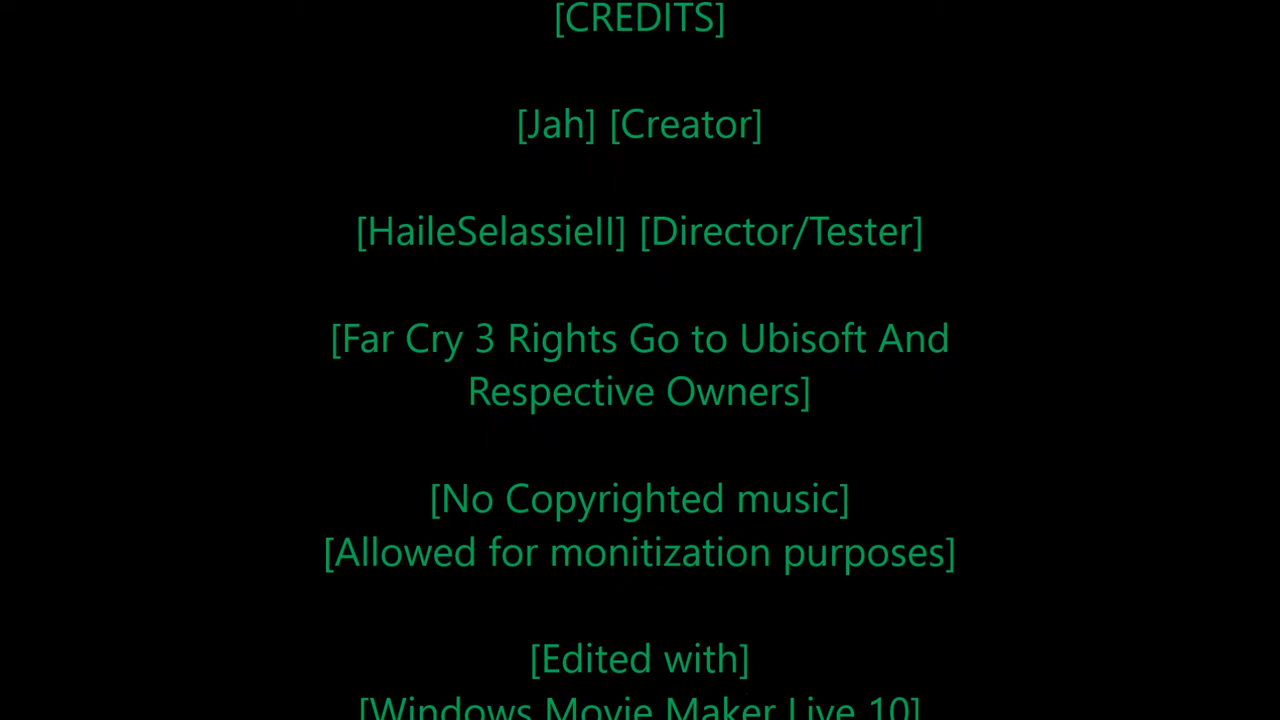 [CREDITS]
[Jah] [Creator]
[HaileSelassieII] [Director/Tester]
[Far Cry 3 Rights Go to Ubisoft And
Respective Owners]
[No Copyrighted music]
[Allowed for monitization purposes]
[Edited with]
[Windows Movie Maker Live 10]